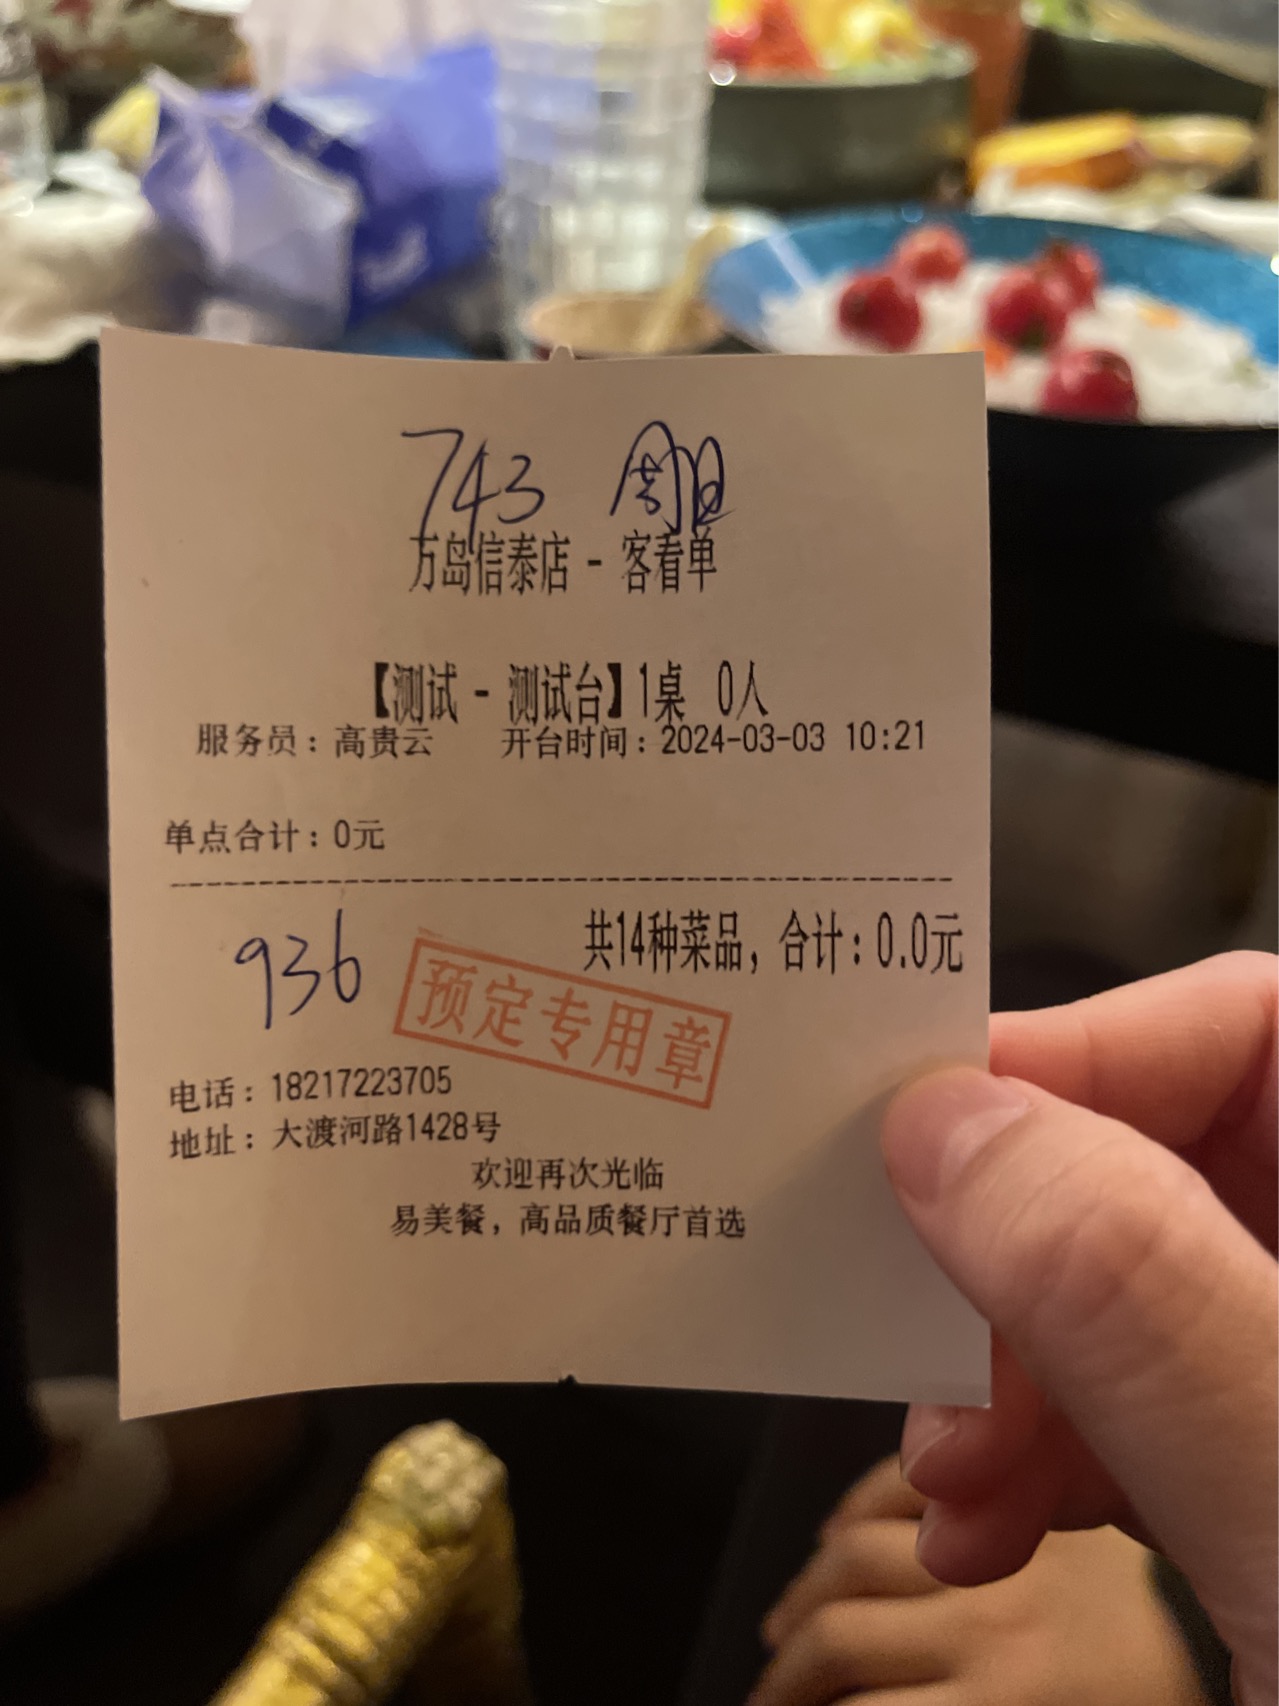 743 周旦
万岛信泰店 - 客看单
【测试 - 测试台】1桌 0人
服务员：高贵云 开台时间：2024-03-03 10:21
单点合计：0元
共14种菜品，合计：0.0元
936
预定专用章
电话：18217223705
地址：大渡河路1428号
欢迎再次光临
易美餐，高品质餐厅首选